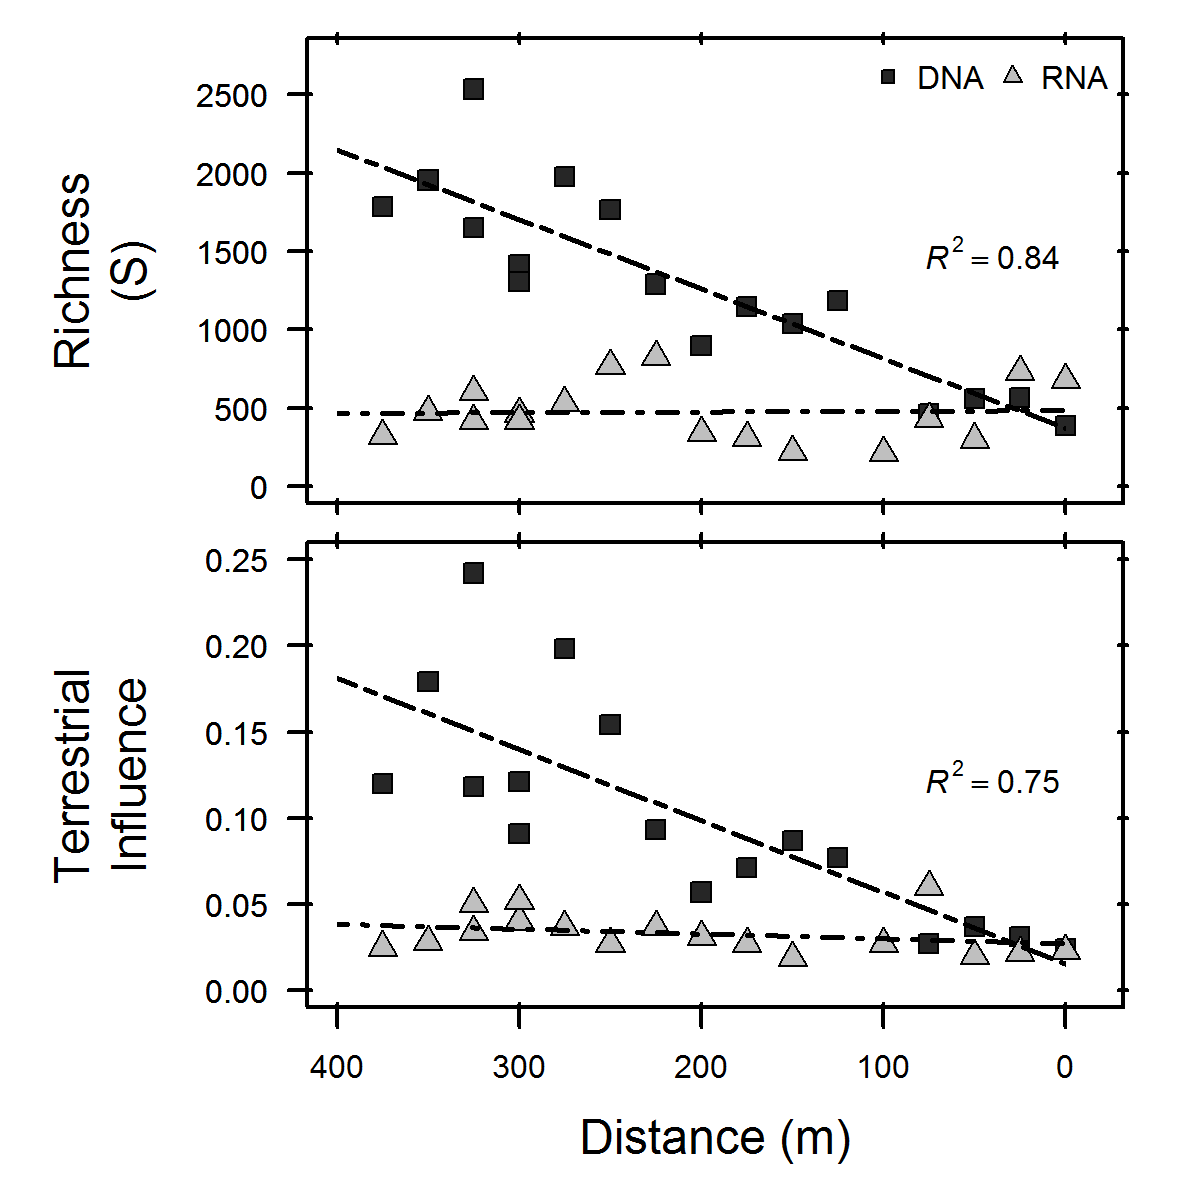 DNA RNA
2500
2000
1500
1000
500
0
Richness
(S)
R² = 0.84
0.25
0.20
0.15
0.10
0.05
0.00
Terrestrial
Influence
R² = 0.75
400 300 200 100 0
Distance (m)